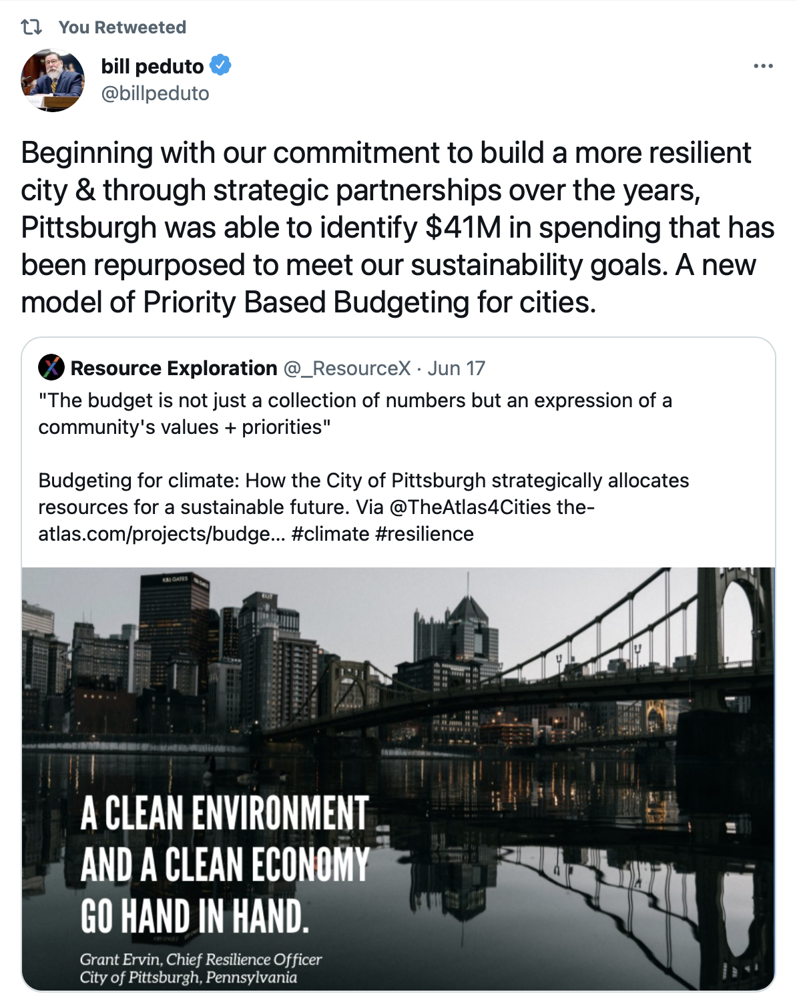 You Retweeted
bill peduto
@billpeduto
Beginning with our commitment to build a more resilient
city & through strategic partnerships over the years,
Pittsburgh was able to identify $41M in spending that has
been repurposed to meet our sustainability goals. A new
model of Priority Based Budgeting for cities.
Resource Exploration @_ResourceX · Jun 17
"The budget is not just a collection of numbers but an expression of a
community's values + priorities"
Budgeting for climate: How the City of Pittsburgh strategically allocates
resources for a sustainable future. Via @TheAtlas4Cities the-
atlas.com/projects/budge... #climate #resilience
K&L GATES
A CLEAN ENVIRONMENT
AND A CLEAN ECONOMY
GO HAND IN HAND.
Grant Ervin, Chief Resilience Officer
City of Pittsburgh, Pennsylvania